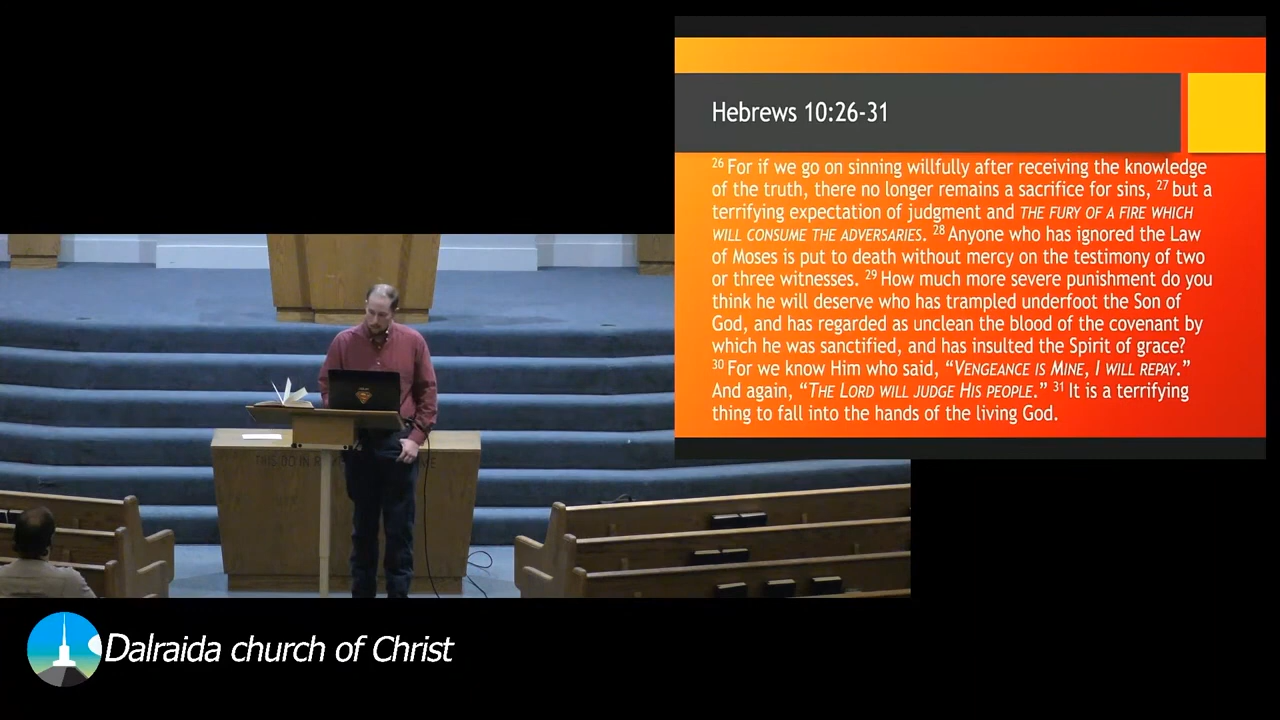 Hebrews 10:26-31
26 For if we go on sinning willfully after receiving the knowledge
of the truth, there no longer remains a sacrifice for sins, 27 but a
terrifying expectation of judgment and THE FURY OF A FIRE WHICH
WILL CONSUME THE ADVERSARIES. 28 Anyone who has ignored the Law
of Moses is put to death without mercy on the testimony of two
or three witnesses. 29 How much more severe punishment do you
think he will deserve who has trampled underfoot the Son of
God, and has regarded as unclean the blood of the covenant by
which he was sanctified, and has insulted the Spirit of grace?
30 For we know Him who said, “VENGEANCE IS MINE, I WILL REPAY.”
And again, “THE LORD WILL JUDGE HIS PEOPLE.” 31 It is a terrifying
thing to fall into the hands of the living God.
THIS DO IN
Dalraida church of Christ